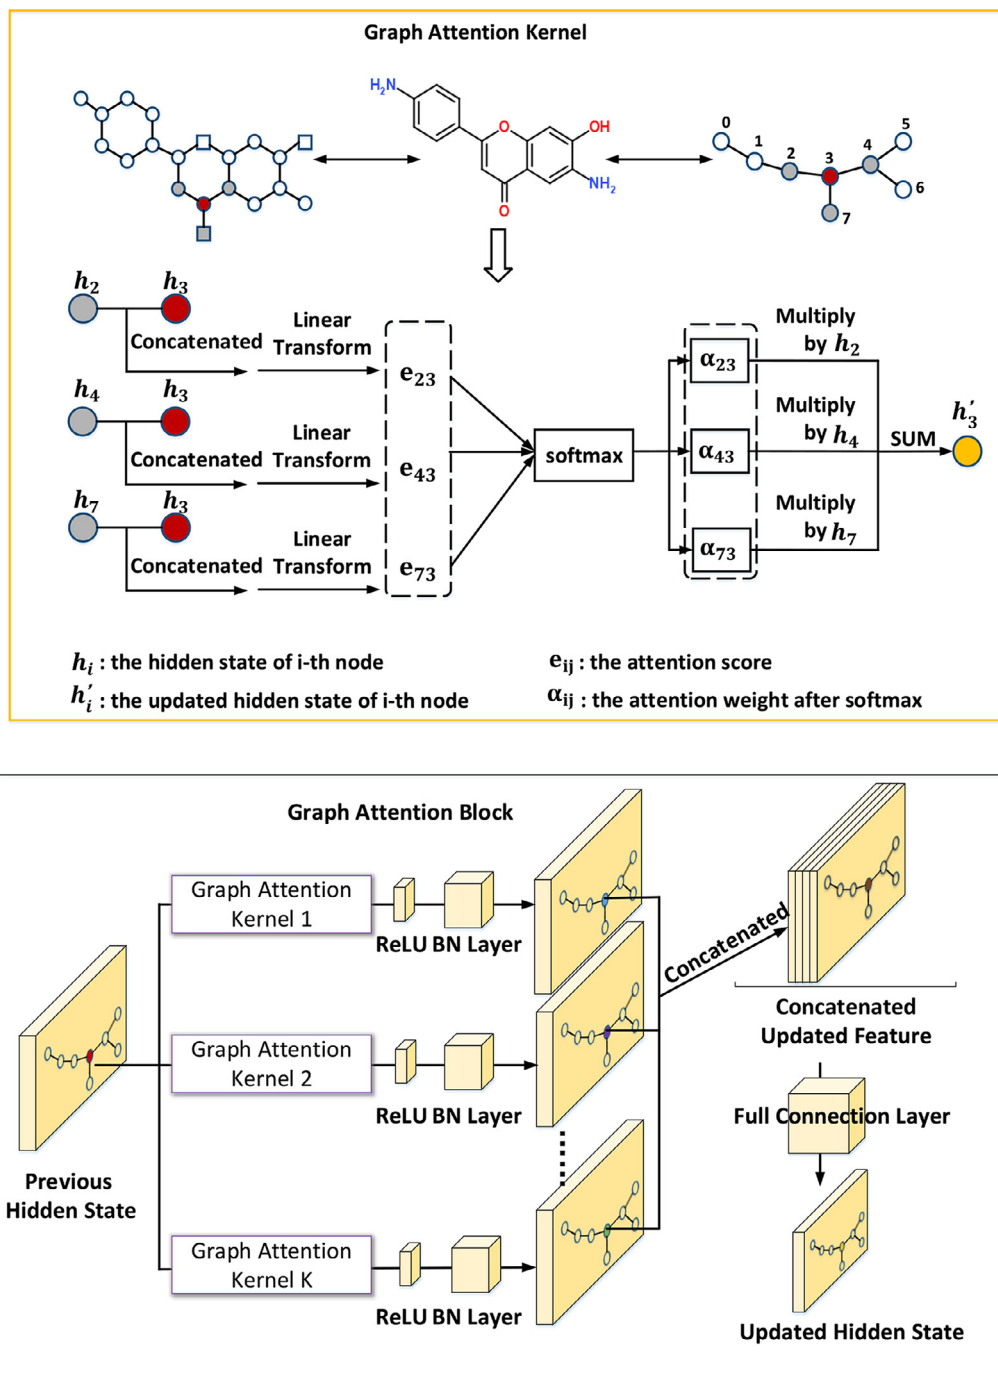 Graph Attention Kernel
H₂N
O
OH
NH₂
O
0
1
2
3
4
5
6
7
h₂ h₃
Concatenated
Linear
Transform
h₄ h₃
Concatenated
Linear
Transform
h₇ h₃
Concatenated
Linear
Transform
e₂₃
e₄₃
e₇₃
softmax
α₂₃
α₄₃
α₇₃
Multiply
by h₂
Multiply
by h₄
Multiply
by h₇
SUM
h₃′
hᵢ : the hidden state of i-th node
eᵢⱼ : the attention score
hᵢ′ : the updated hidden state of i-th node
αᵢⱼ : the attention weight after softmax
Graph Attention Block
Graph Attention
Kernel 1
ReLU BN Layer
Graph Attention
Kernel 2
ReLU BN Layer
Graph Attention
Kernel K
ReLU BN Layer
Previous
Hidden State
Concatenated
Concatenated
Updated Feature
Full Connection Layer
Updated Hidden State